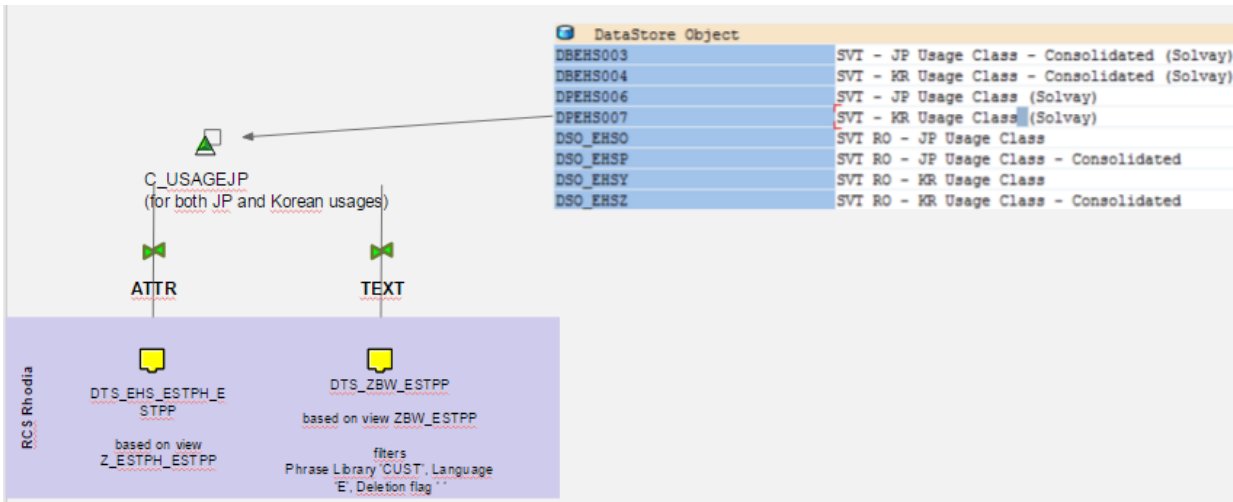 DataStore Object
DBEHS003 SVT - JP Usage Class - Consolidated (Solvay)
DBEHS004 SVT - KR Usage Class - Consolidated (Solvay)
DPEHS006 SVT - JP Usage Class (Solvay)
DPEHS007 SVT - KR Usage Class (Solvay)
DSO_EHSO SVT RO - JP Usage Class
DSO_EHSP SVT RO - JP Usage Class - Consolidated
DSO_EHSY SVT RO - KR Usage Class
DSO_EHSZ SVT RO - KR Usage Class - Consolidated
C_USAGEJP
(for both JP and Korean usages)
ATTR
TEXT
RCS Rhodia
DTS_EHS_ESTPH_E
STPP
based on view
Z_ESTPH_ESTPP
DTS_ZBW_ESTPP
based on view ZBW_ESTPP
filters
Phrase Library 'CUST', Language
'E', Deletion flag ' '